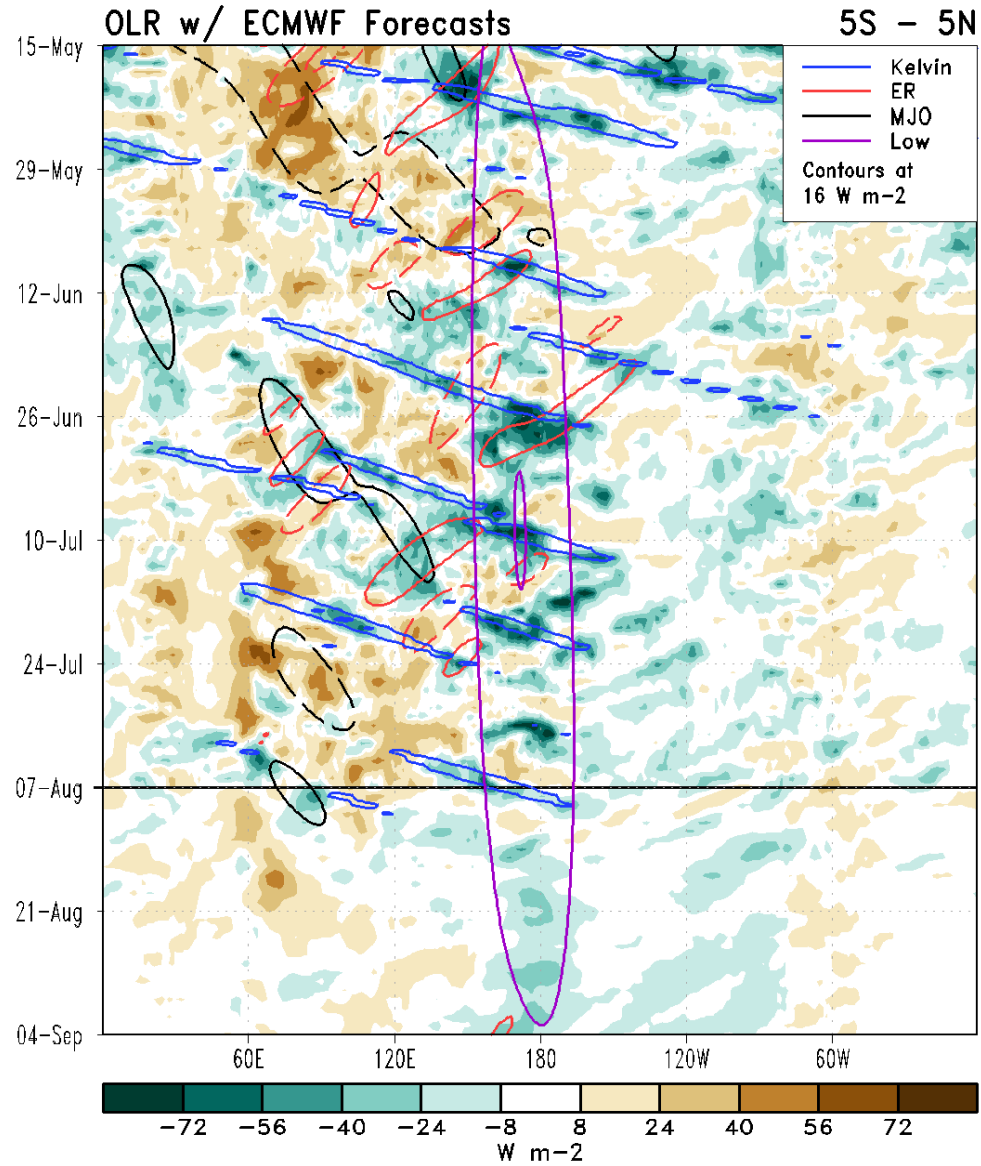 OLR w/ ECMWF Forecasts 5S - 5N
15-May
29-May
12-Jun
26-Jun
10-Jul
24-Jul
07-Aug
21-Aug
04-Sep
Kelvin
ER
MJO
Low
Contours at
16 W m-2
60E 120E 180 120W 60W
-72 -56 -40 -24 -8 8 24 40 56 72
W m-2